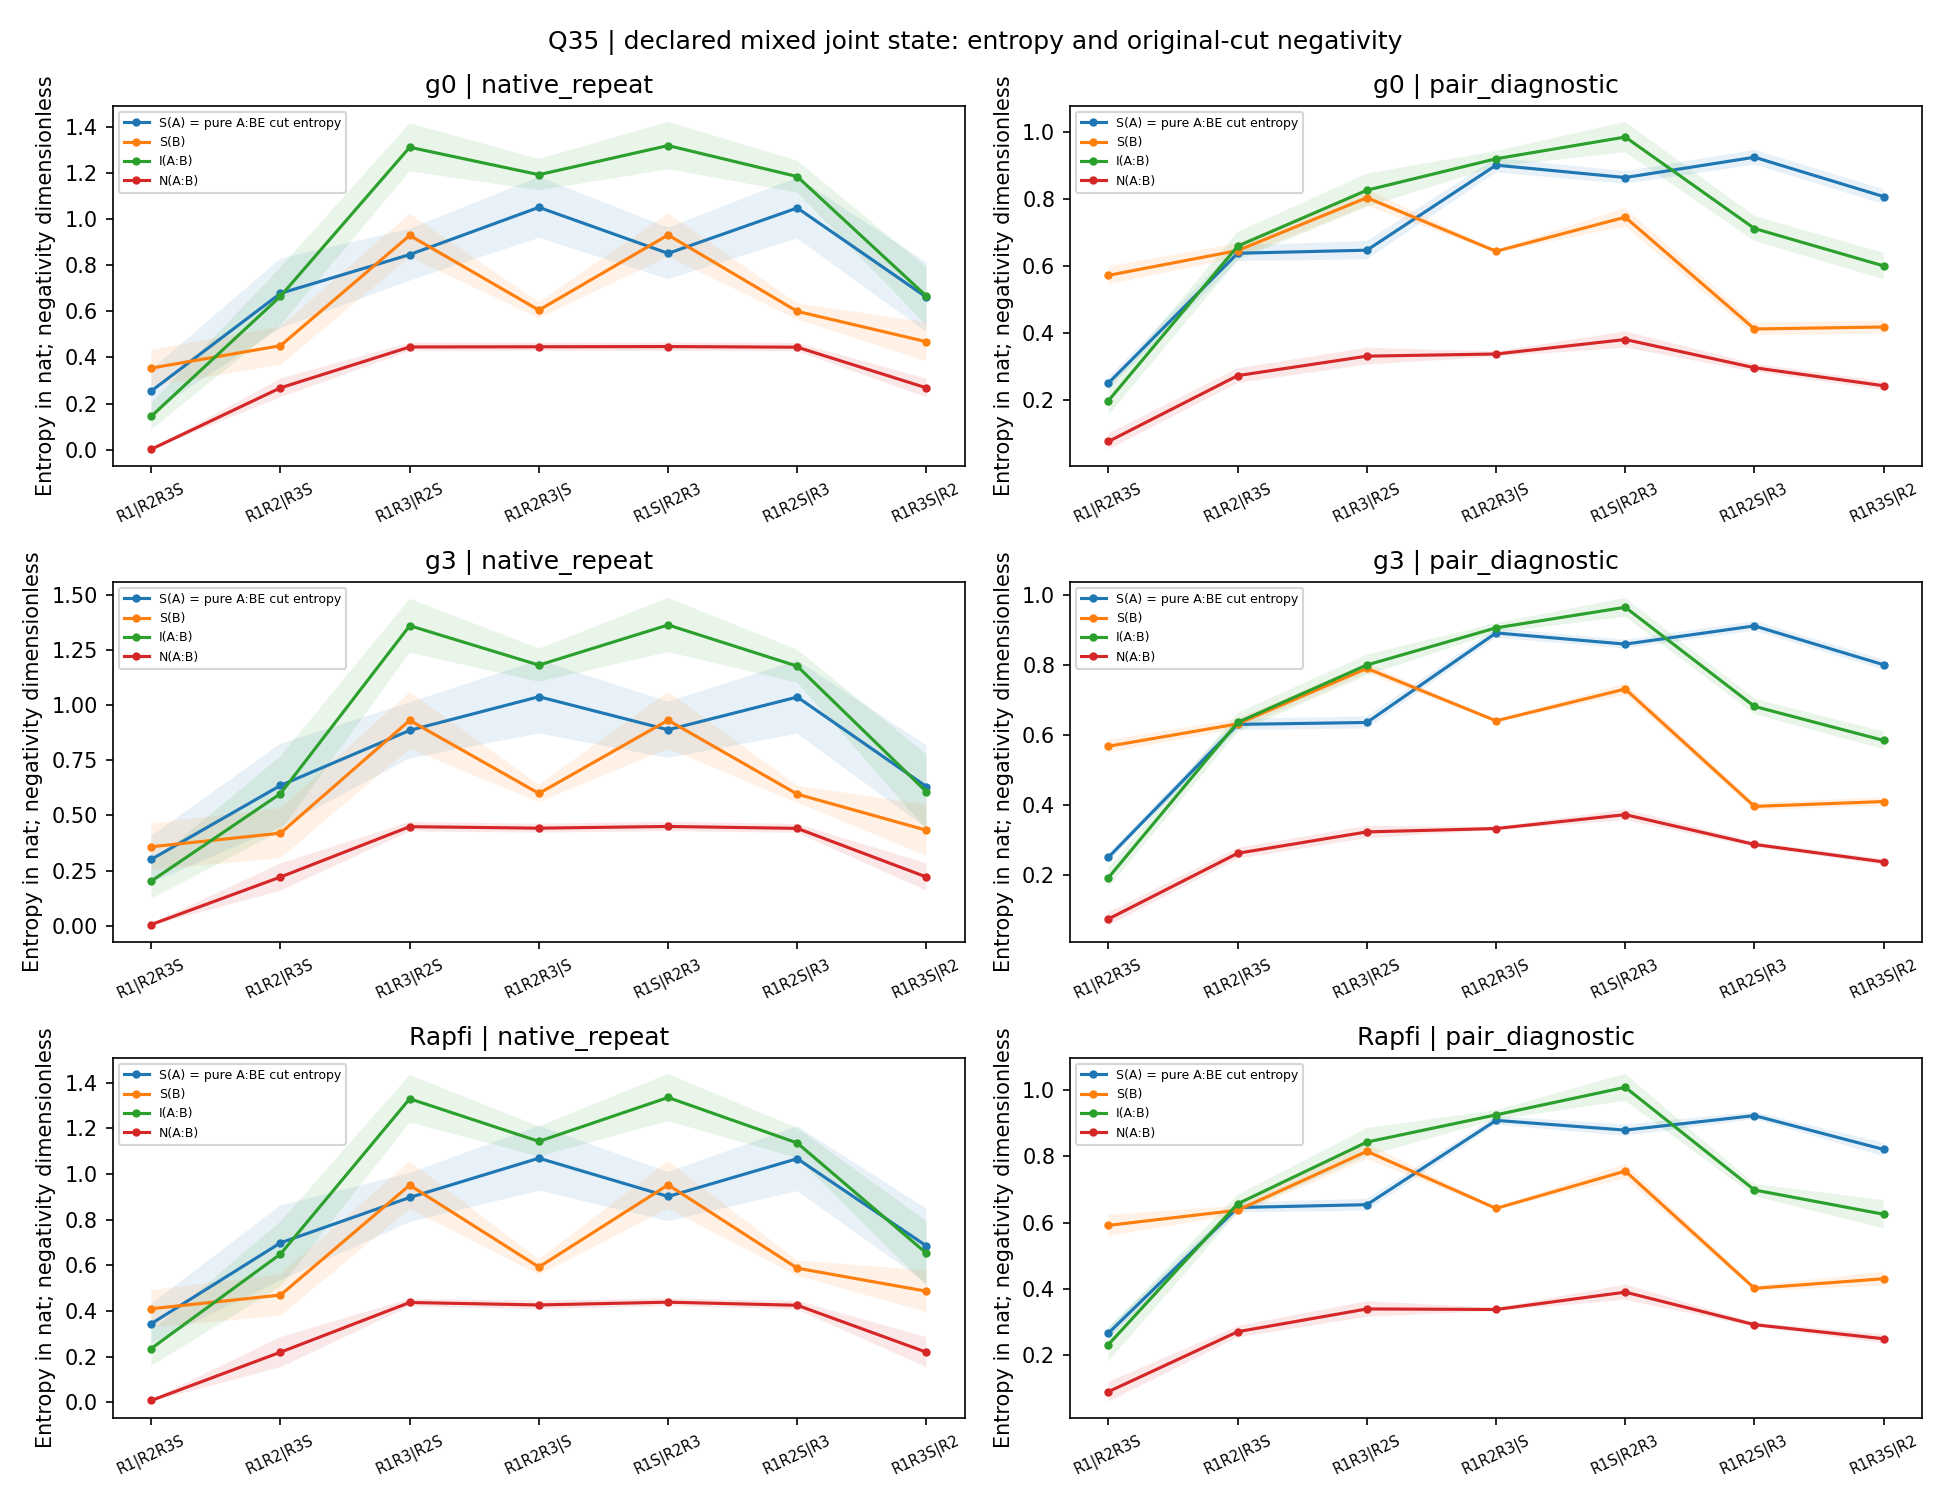 Q35 | declared mixed joint state: entropy and original-cut negativity
g0 | native_repeat
Entropy in nat; negativity dimensionless
1.4
1.2
1.0
0.8
0.6
0.4
0.2
0.0
S(A) = pure A:BE cut entropy
S(B)
I(A:B)
N(A:B)
R1|R2R3S
R1R2|R3S
R1R3|R2S
R1R2R3|S
R1S|R2R3
R1R2S|R3
R1R3S|R2
g0 | pair_diagnostic
Entropy in nat; negativity dimensionless
1.0
0.8
0.6
0.4
0.2
S(A) = pure A:BE cut entropy
S(B)
I(A:B)
N(A:B)
R1|R2R3S
R1R2|R3S
R1R3|R2S
R1R2R3|S
R1S|R2R3
R1R2S|R3
R1R3S|R2
g3 | native_repeat
Entropy in nat; negativity dimensionless
1.50
1.25
1.00
0.75
0.50
0.25
0.00
S(A) = pure A:BE cut entropy
S(B)
I(A:B)
N(A:B)
R1|R2R3S
R1R2|R3S
R1R3|R2S
R1R2R3|S
R1S|R2R3
R1R2S|R3
R1R3S|R2
g3 | pair_diagnostic
Entropy in nat; negativity dimensionless
1.0
0.8
0.6
0.4
0.2
S(A) = pure A:BE cut entropy
S(B)
I(A:B)
N(A:B)
R1|R2R3S
R1R2|R3S
R1R3|R2S
R1R2R3|S
R1S|R2R3
R1R2S|R3
R1R3S|R2
Rapfi | native_repeat
Entropy in nat; negativity dimensionless
1.4
1.2
1.0
0.8
0.6
0.4
0.2
0.0
S(A) = pure A:BE cut entropy
S(B)
I(A:B)
N(A:B)
R1|R2R3S
R1R2|R3S
R1R3|R2S
R1R2R3|S
R1S|R2R3
R1R2S|R3
R1R3S|R2
Rapfi | pair_diagnostic
Entropy in nat; negativity dimensionless
1.0
0.8
0.6
0.4
0.2
S(A) = pure A:BE cut entropy
S(B)
I(A:B)
N(A:B)
R1|R2R3S
R1R2|R3S
R1R3|R2S
R1R2R3|S
R1S|R2R3
R1R2S|R3
R1R3S|R2